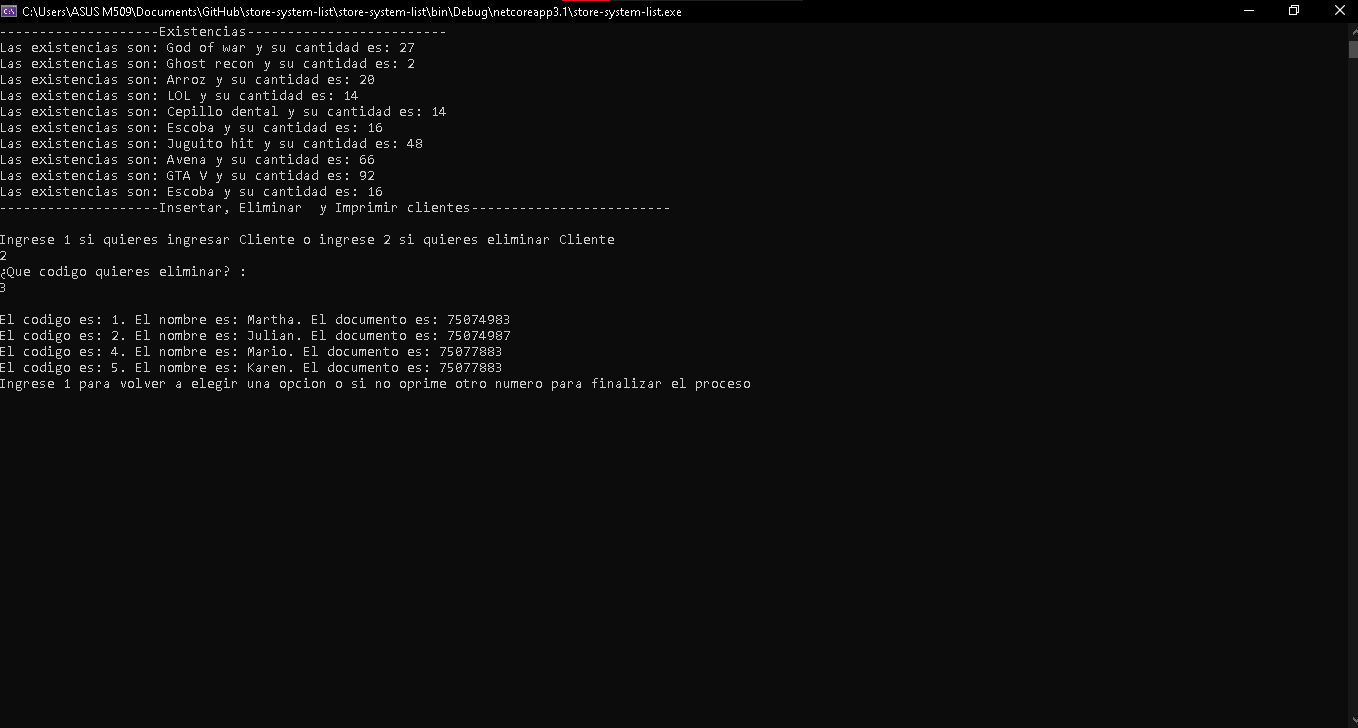 C:\Users\ASUS M509\Documents\GitHub\store-system-list\store-system-list\bin\Debug\netcoreapp3.1\store-system-list.exe
--------------------Existencias-------------------------
Las existencias son: God of war y su cantidad es: 27
Las existencias son: Ghost recon y su cantidad es: 2
Las existencias son: Arroz y su cantidad es: 20
Las existencias son: LOL y su cantidad es: 14
Las existencias son: Cepillo dental y su cantidad es: 14
Las existencias son: Escoba y su cantidad es: 16
Las existencias son: Juguito hit y su cantidad es: 48
Las existencias son: Avena y su cantidad es: 66
Las existencias son: GTA V y su cantidad es: 92
Las existencias son: Escoba y su cantidad es: 16
--------------------Insertar, Eliminar  y Imprimir clientes-------------------------
Ingrese 1 si quieres ingresar Cliente o ingrese 2 si quieres eliminar Cliente
2
¿Que codigo quieres eliminar? :
3
El codigo es: 1. El nombre es: Martha. El documento es: 75074983
El codigo es: 2. El nombre es: Julian. El documento es: 75074987
El codigo es: 4. El nombre es: Mario. El documento es: 75077883
El codigo es: 5. El nombre es: Karen. El documento es: 75077883
Ingrese 1 para volver a elegir una opcion o si no oprime otro numero para finalizar el proceso